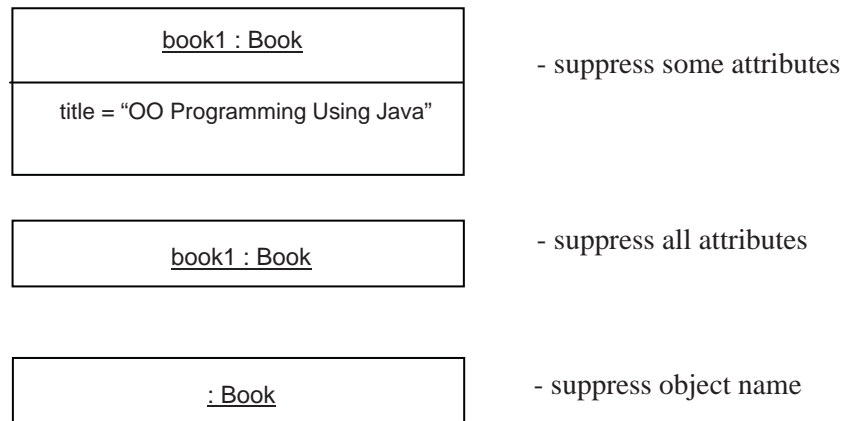 book1 : Book
- suppress some attributes
title = “OO Programming Using Java”
book1 : Book
- suppress all attributes
: Book
- suppress object name